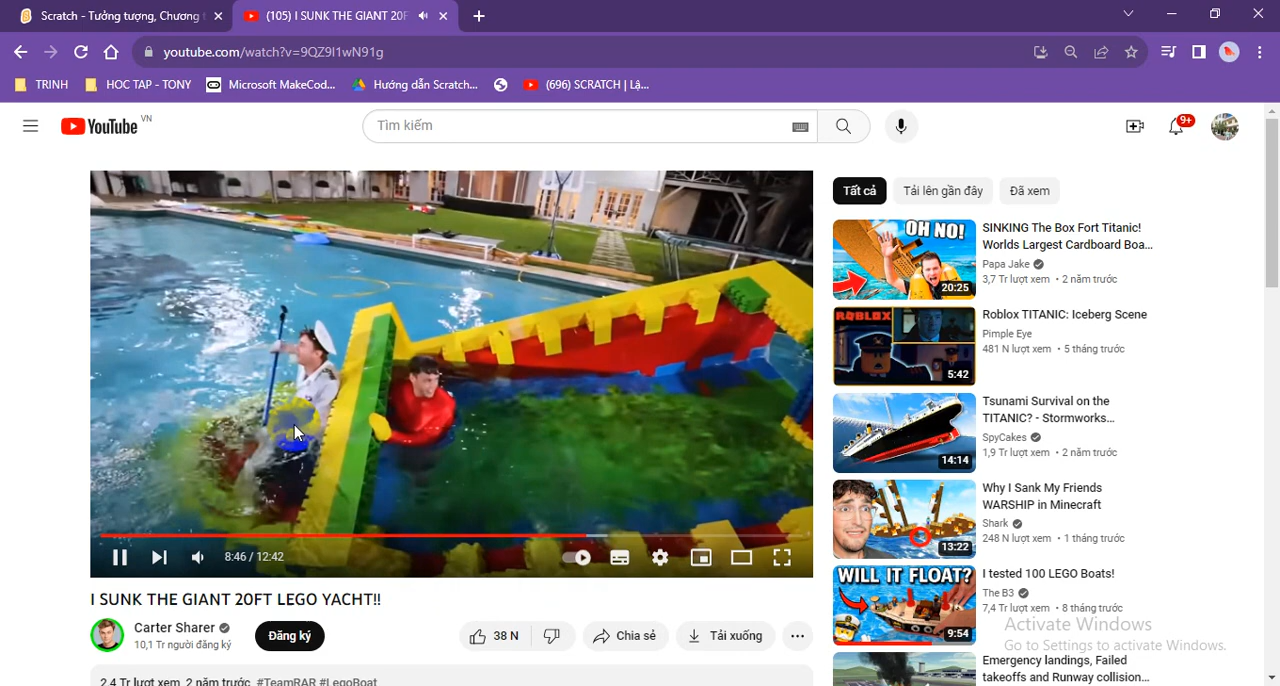 Scratch - Tưởng tượng, Chương t
(105) I SUNK THE GIANT 20F
youtube.com/watch?v=9QZ9I1wN91g
TRINH
HOC TAP - TONY
Microsoft MakeCod...
Hướng dẫn Scratch...
(696) SCRATCH | Lậ...
YouTube VN
Tìm kiếm
9+
Tất cả
Tải lên gần đây
Đã xem
OH NO!
20:25
SINKING The Box Fort Titanic!
Worlds Largest Cardboard Boa...
Papa Jake
3,7 Tr lượt xem • 2 năm trước
ROBLOX
5:42
Roblox TITANIC: Iceberg Scene
Pimple Eye
481 N lượt xem • 5 tháng trước
14:14
Tsunami Survival on the
TITANIC? - Stormworks...
SpyCakes
1,9 Tr lượt xem • 2 năm trước
13:22
Why I Sank My Friends
WARSHIP in Minecraft
Shark
248 N lượt xem • 1 tháng trước
WILL IT FLOAT?
9:54
I tested 100 LEGO Boats!
The B3
7,4 Tr lượt xem • 8 tháng trước
Emergency landings, Failed
takeoffs and Runway collision...
8:46 / 12:42
I SUNK THE GIANT 20FT LEGO YACHT!!
Carter Sharer
10,1 Tr người đăng ký
Đăng ký
38 N
Chia sẻ
Tải xuống
2,4 Tr lượt xem 2 năm trước #TeamRAR #LegoBoat
Activate Windows
Go to Settings to activate Windows.